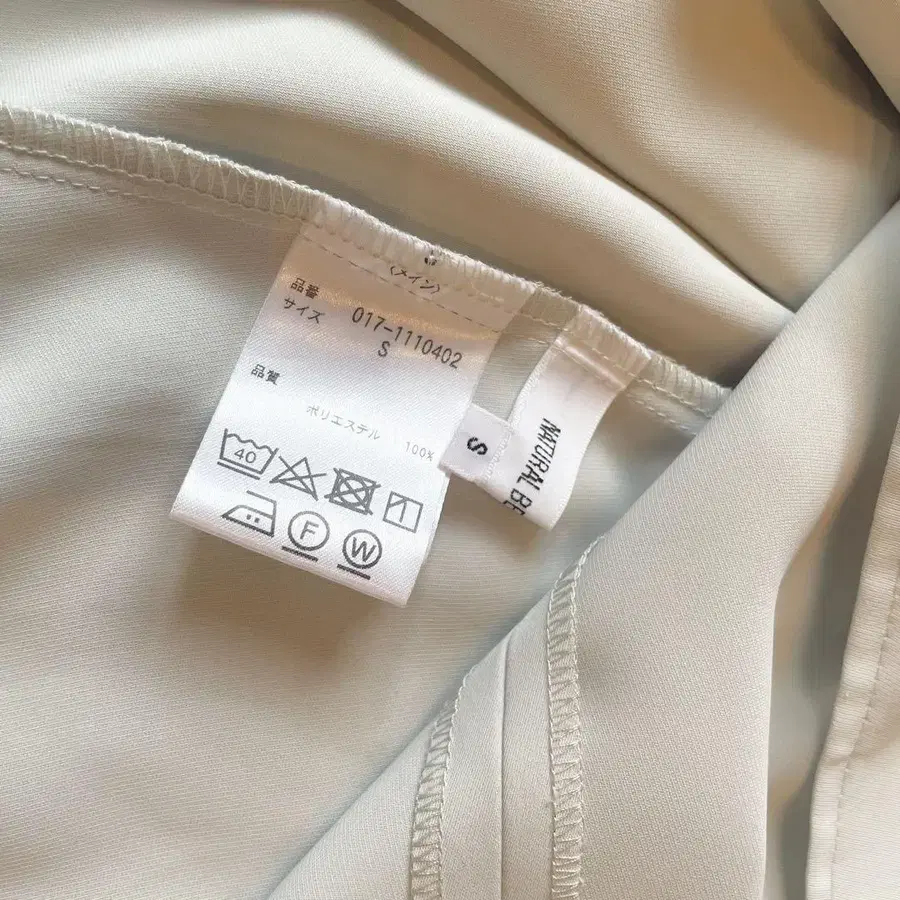 〈メイン〉
品番 017-1110402
サイズ S
品質
ポリエステル 100%
40
F
W
S
NATURAL BE